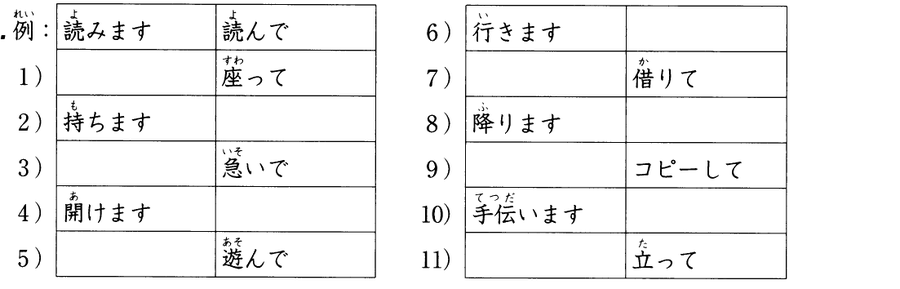 例：読みます 読んで
1） 座って
2）持ちます
3） 急いで
4）開けます
5） 遊んで
6）行きます
7） 借りて
8）降ります
9） コピーして
10）手伝います
11） 立って